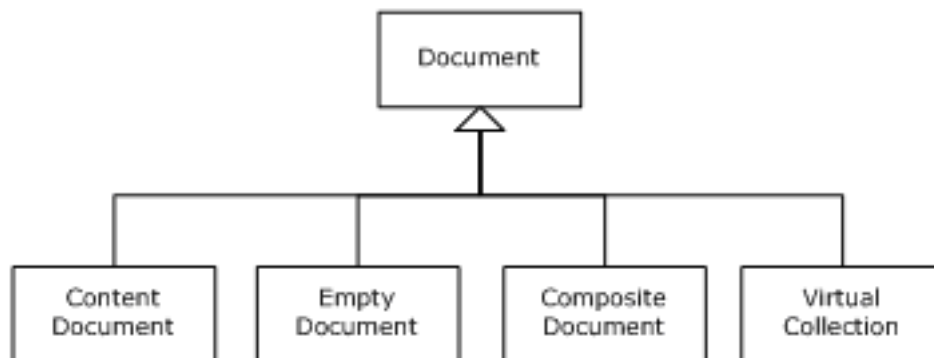 Document
Content
Document
Empty
Document
Composite
Document
Virtual
Collection